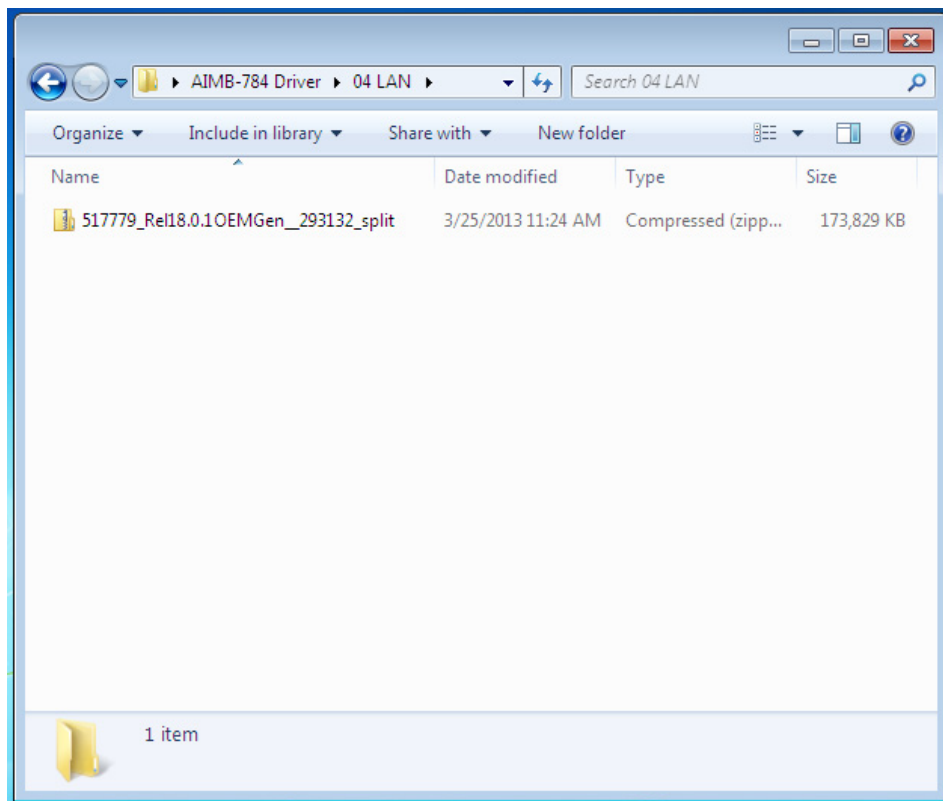 AIMB-784 Driver 04 LAN Search 04 LAN
Organize Include in library Share with New folder
Name Date modified Type Size
517779_Rel18.0.1OEMGen__293132_split 3/25/2013 11:24 AM Compressed (zipp... 173,829 KB
1 item